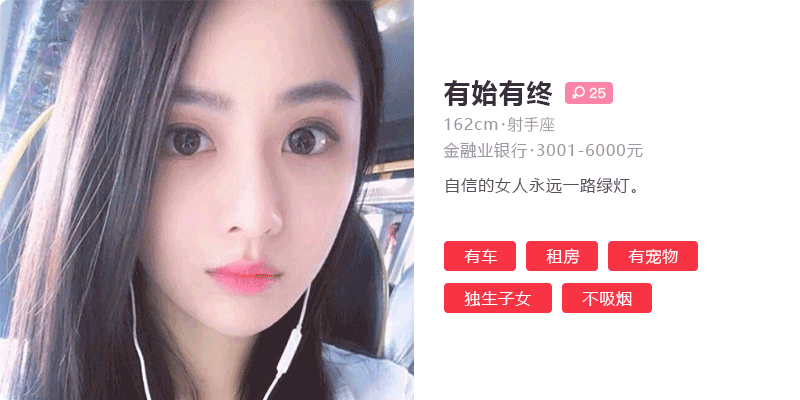 有始有终 25
162cm·射手座
金融业银行·3001-6000元
自信的女人永远一路绿灯。
有车 租房 有宠物
独生子女 不吸烟